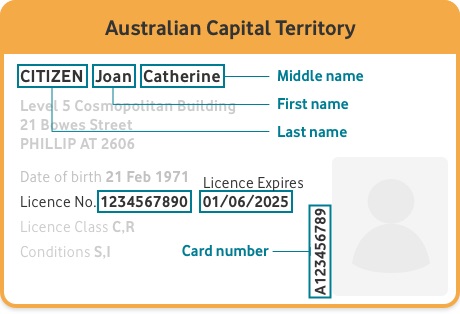 Australian Capital Territory
CITIZEN Joan Catherine Middle name
Level 5 Cosmopolitan Building First name
21 Bowes Street Last name
PHILLIP AT 2606
Date of birth 21 Feb 1971
Licence Expires
Licence No. 1234567890 01/06/2025
Licence Class C,R
Conditions S,I
Card number
A123456789